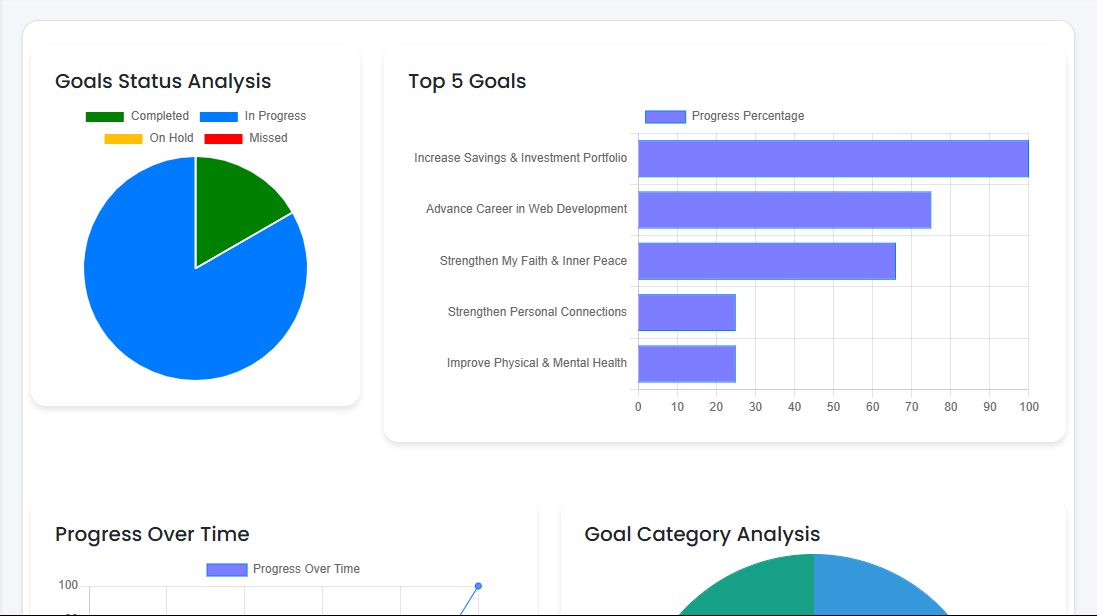 Goals Status Analysis
Completed
In Progress
On Hold
Missed
Top 5 Goals
Progress Percentage
Increase Savings & Investment Portfolio
Advance Career in Web Development
Strengthen My Faith & Inner Peace
Strengthen Personal Connections
Improve Physical & Mental Health
0 10 20 30 40 50 60 70 80 90 100
Progress Over Time
Progress Over Time
100
Goal Category Analysis